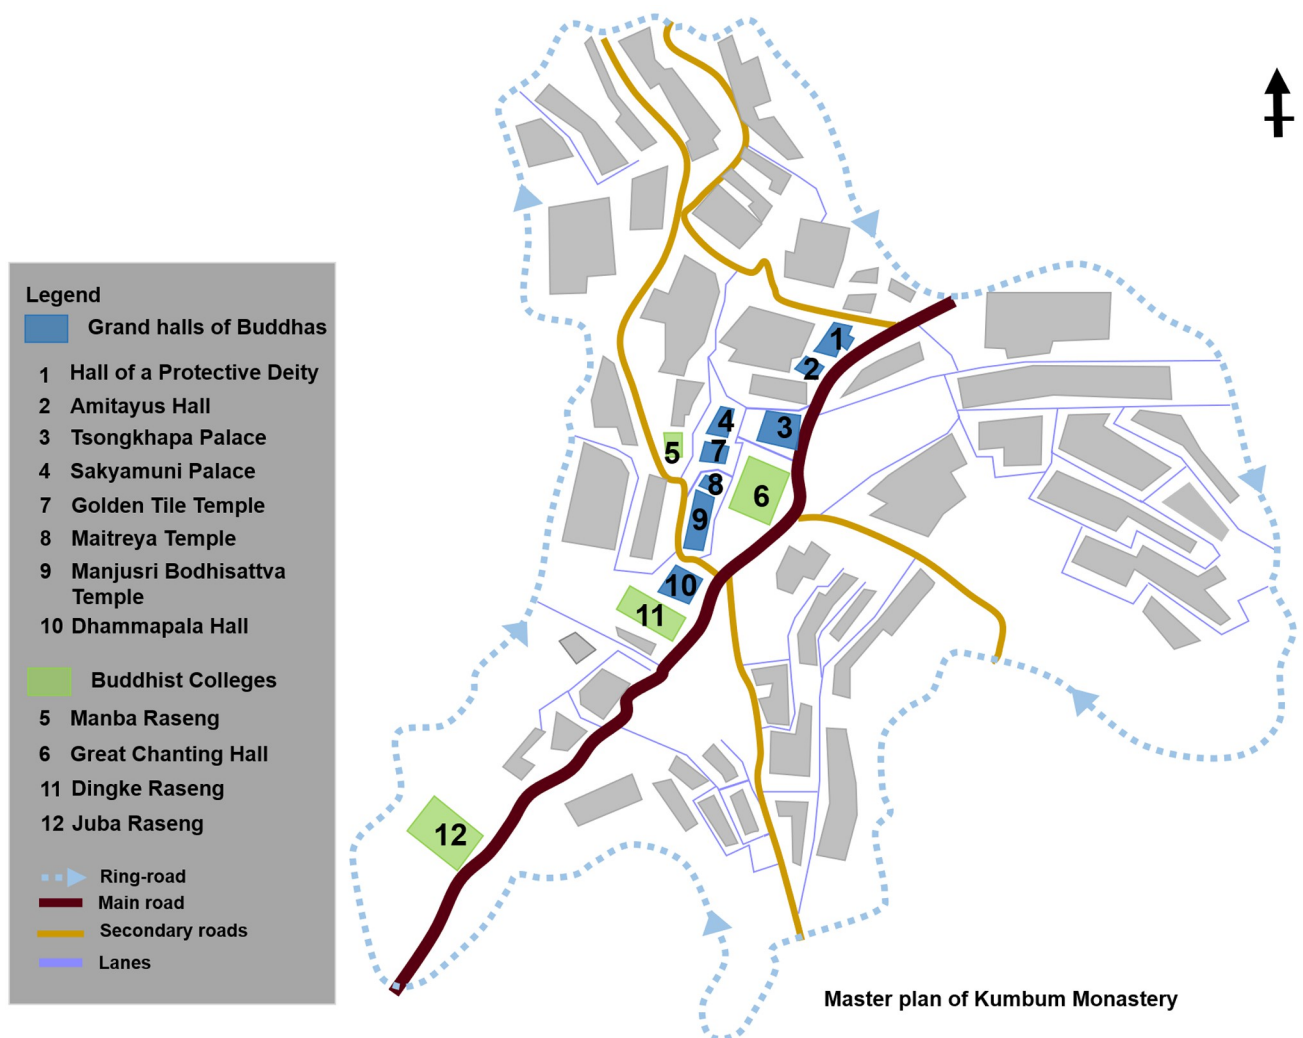 Legend
Grand halls of Buddhas
1 Hall of a Protective Deity
2 Amitayus Hall
3 Tsongkhapa Palace
4 Sakyamuni Palace
7 Golden Tile Temple
8 Maitreya Temple
9 Manjusri Bodhisattva
Temple
10 Dhammapala Hall
Buddhist Colleges
5 Manba Raseng
6 Great Chanting Hall
11 Dingke Raseng
12 Juba Raseng
Ring-road
Main road
Secondary roads
Lanes
1
2
3
4
5
7
8
6
9
10
11
12
Master plan of Kumbum Monastery